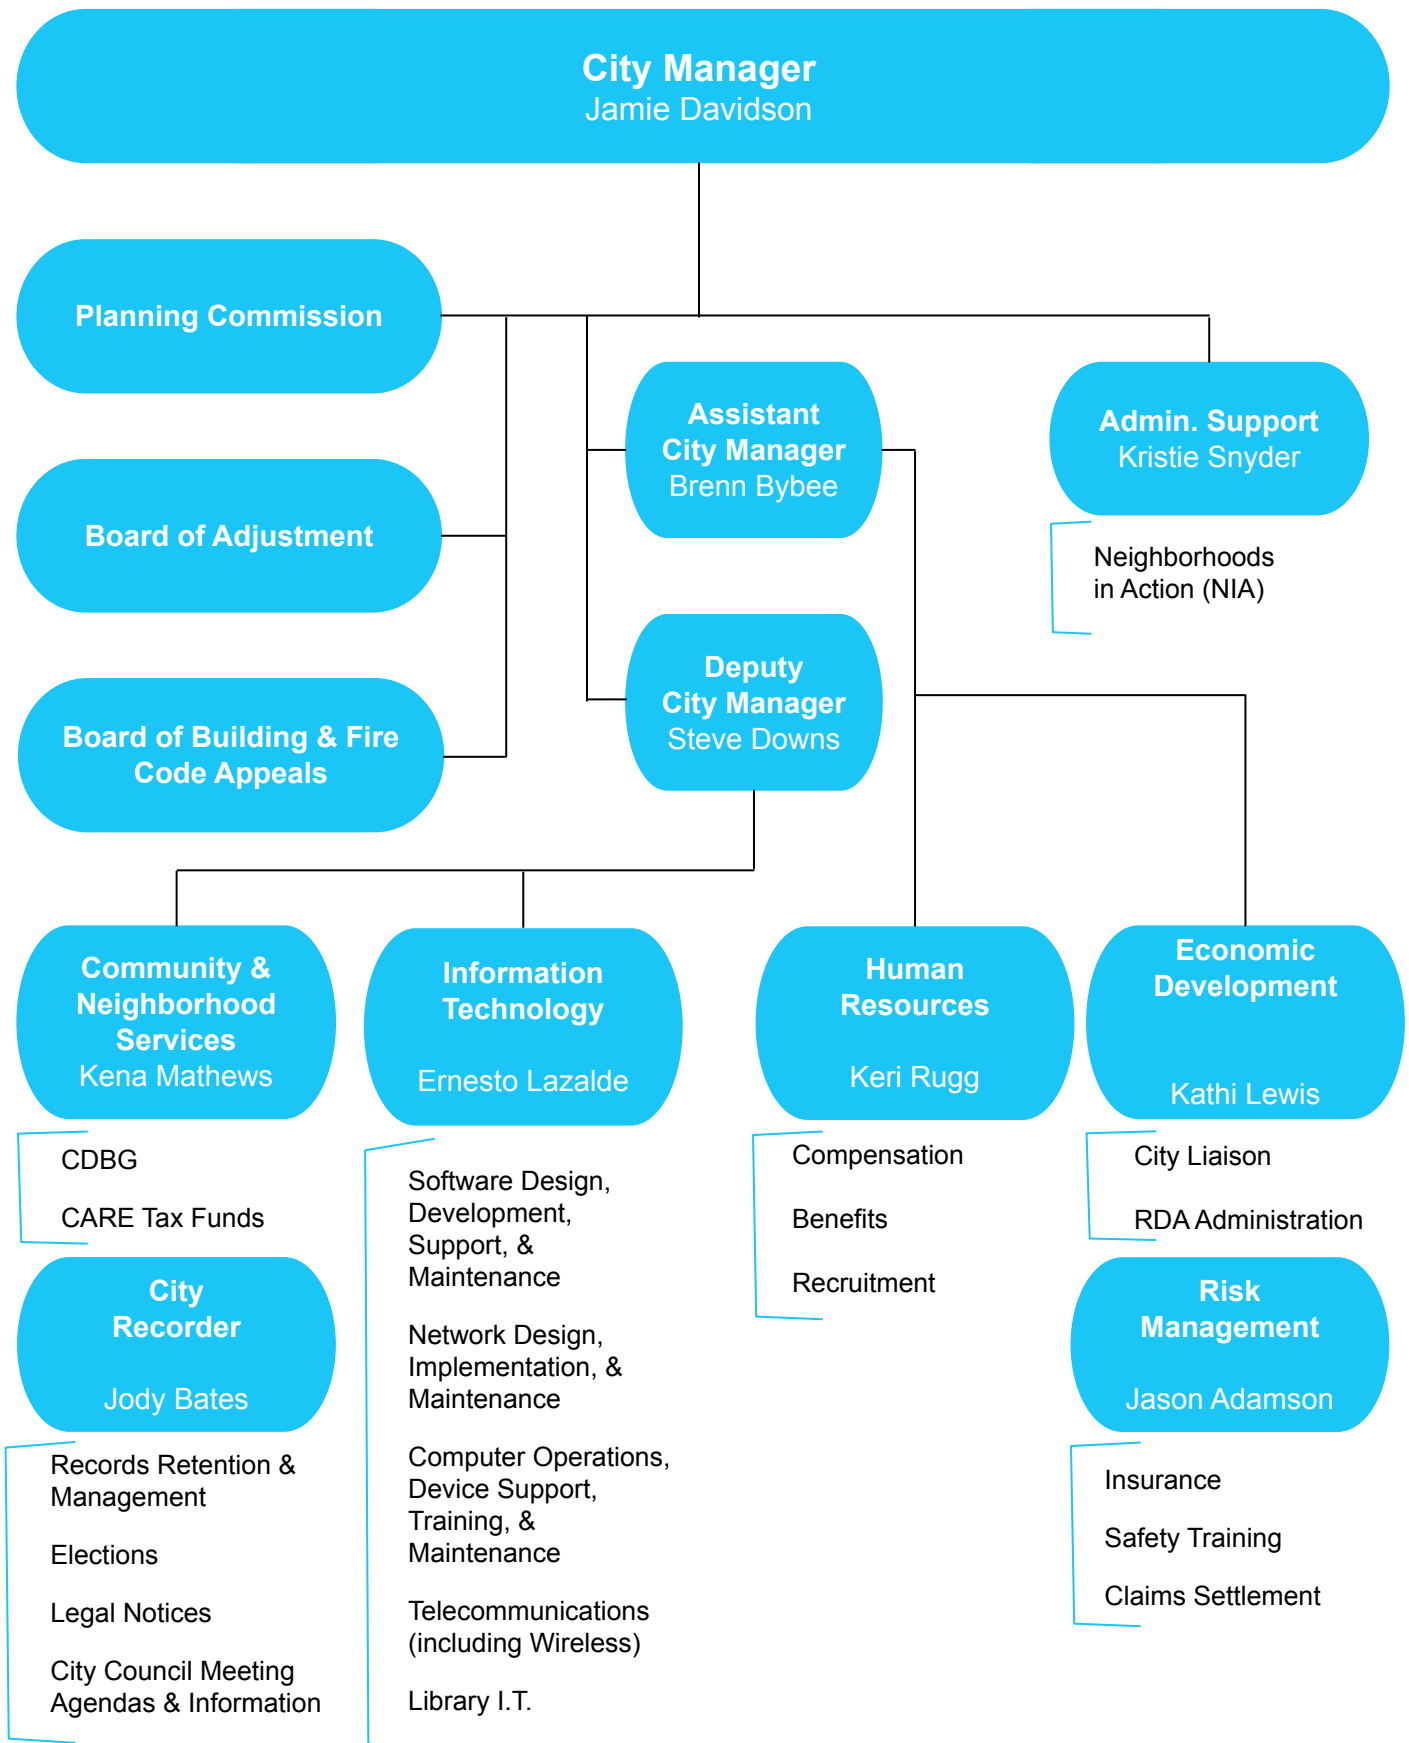 City Manager
Jamie Davidson
Planning Commission
Assistant
City Manager
Brenn Bybee
Admin. Support
Kristie Snyder
Neighborhoods
in Action (NIA)
Board of Adjustment
Deputy
City Manager
Steve Downs
Board of Building & Fire
Code Appeals
Community &
Neighborhood
Services
Kena Mathews
CDBG
CARE Tax Funds
City
Recorder
Jody Bates
Records Retention &
Management
Elections
Legal Notices
City Council Meeting
Agendas & Information
Information
Technology
Ernesto Lazalde
Software Design,
Development,
Support, &
Maintenance
Network Design,
Implementation, &
Maintenance
Computer Operations,
Device Support,
Training, &
Maintenance
Telecommunications
(including Wireless)
Library I.T.
Human
Resources
Keri Rugg
Compensation
Benefits
Recruitment
Economic
Development
Kathi Lewis
City Liaison
RDA Administration
Risk
Management
Jason Adamson
Insurance
Safety Training
Claims Settlement